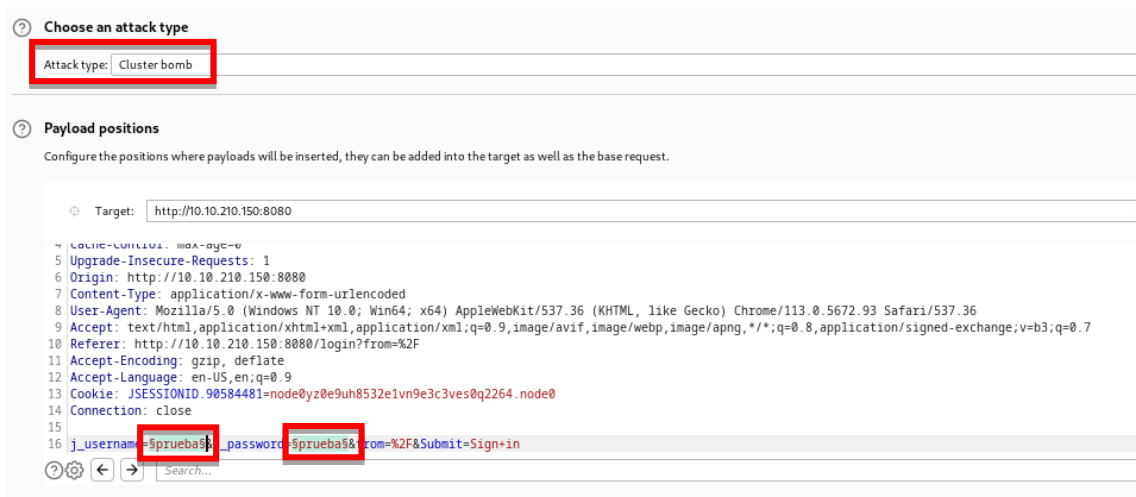 Choose an attack type
Attack type: Cluster bomb
Payload positions
Configure the positions where payloads will be inserted, they can be added into the target as well as the base request.
Target: http://10.10.210.150:8080
4 Cache-Control: max-age=0
5 Upgrade-Insecure-Requests: 1
6 Origin: http://10.10.210.150:8080
7 Content-Type: application/x-www-form-urlencoded
8 User-Agent: Mozilla/5.0 (Windows NT 10.0; Win64; x64) AppleWebKit/537.36 (KHTML, like Gecko) Chrome/113.0.5672.93 Safari/537.36
9 Accept: text/html,application/xhtml+xml,application/xml;q=0.9,image/avif,image/webp,image/apng,*/*;q=0.8,application/signed-exchange;v=b3;q=0.7
10 Referer: http://10.10.210.150:8080/login?from=%2F
11 Accept-Encoding: gzip, deflate
12 Accept-Language: en-US,en;q=0.9
13 Cookie: JSESSIONID.90584481=node0yz0e9uh8532e1vn9e3c3ves0q2264.node0
14 Connection: close
15
16 j_username=§prueba§&_password=§prueba§&from=%2F&Submit=Sign+in
Search...